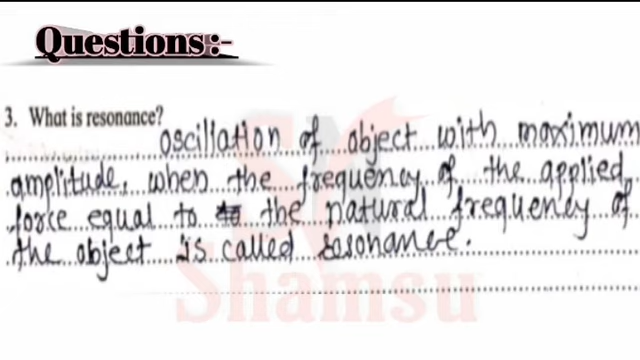 Questions:-
3. What is resonance?
oscillation of object with maximum
amplitude, when the frequency of the applied
force equal to the natural frequency of
the object is called resonance.
SM
Shamsu